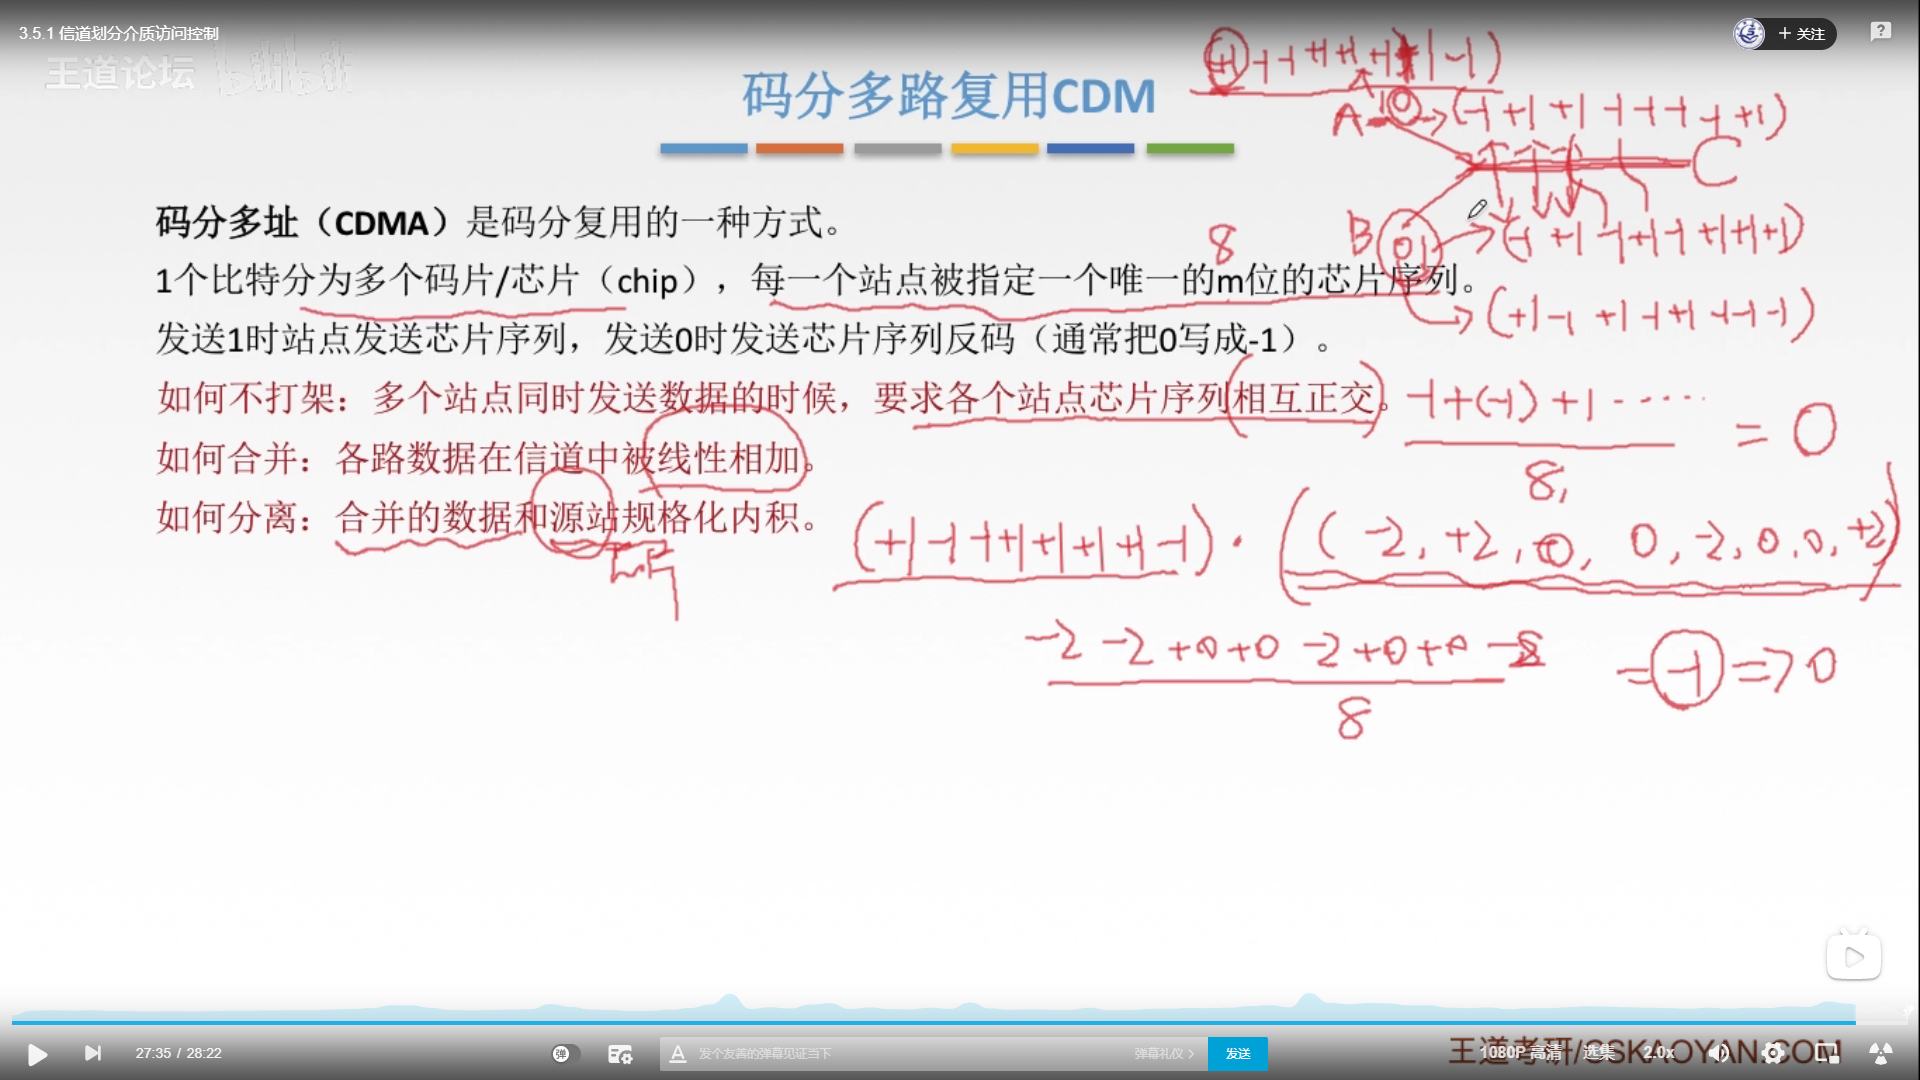 3.5.1 信道划分介质访问控制
+ 关注
王道论坛 bilibili
码分多路复用CDM
A
10
(-1 +1 +1 -1 -1 -1 -1 +1)
C
B
8
(-1 +1 -1 +1 -1 +1 +1 +1)
(+1 -1 +1 -1 +1 -1 -1 -1)
码分多址（CDMA）是码分复用的一种方式。
1个比特分为多个码片/芯片（chip），每一个站点被指定一个唯一的m位的芯片序列。
发送1时站点发送芯片序列，发送0时发送芯片序列反码（通常把0写成-1）。
如何不打架：多个站点同时发送数据的时候，要求各个站点芯片序列相互正交。
-1+(-1)+1······
8
= 0
如何合并：各路数据在信道中被线性相加。
如何分离：合并的数据和源站规格化内积。
(+1 -1 -1 +1 +1 +1 +1 -1) · ((-2, +2, 0, 0, -2, 0, 0, +2)
-2 -2 +0 +0 -2 +0 +0 -2
8
= -1 => 0
27:35 / 28:22
弹
发个友善的弹幕见证当下
弹幕礼仪 >
发送
1080P 高清
选集
2.0x
王道考研/CSKAOYAN.COM